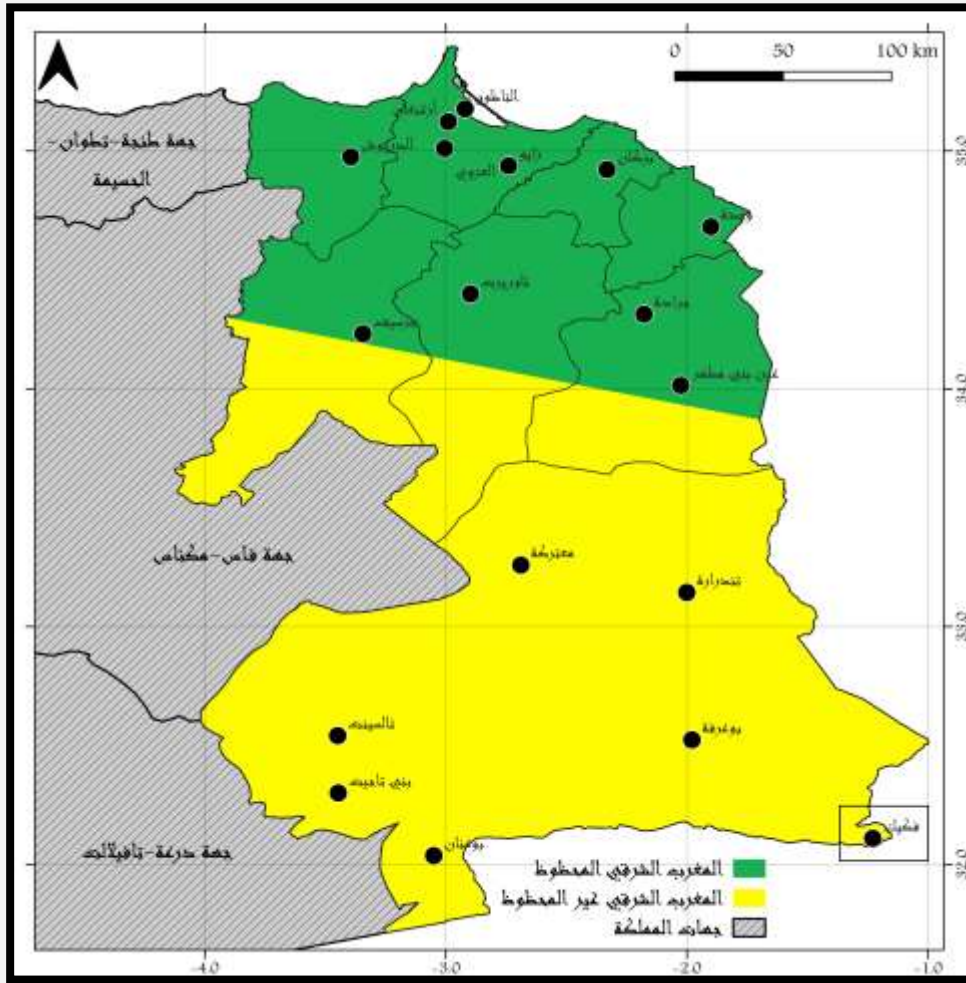 0 50 100 km
الناظور
أزغنغان
الدريوش
زايو
العروي
بركان
وجدة
جهة طنجة-تطوان-
الحسيمة
تاوريرت
جرادة
جرسيف
عين بني مطهر
جهة فاس-مكناس
معتركة
تندرارة
تالسينت
بوعرفة
بني تاجيت
جهة درعة-تافيلالت
بوعنان
فكيك
المغرب الشرقي المحظوظ
المغرب الشرقي غير المحظوظ
جهات المملكة
35.0
34.0
33.0
32.0
-4.0 -3.0 -2.0 -1.0